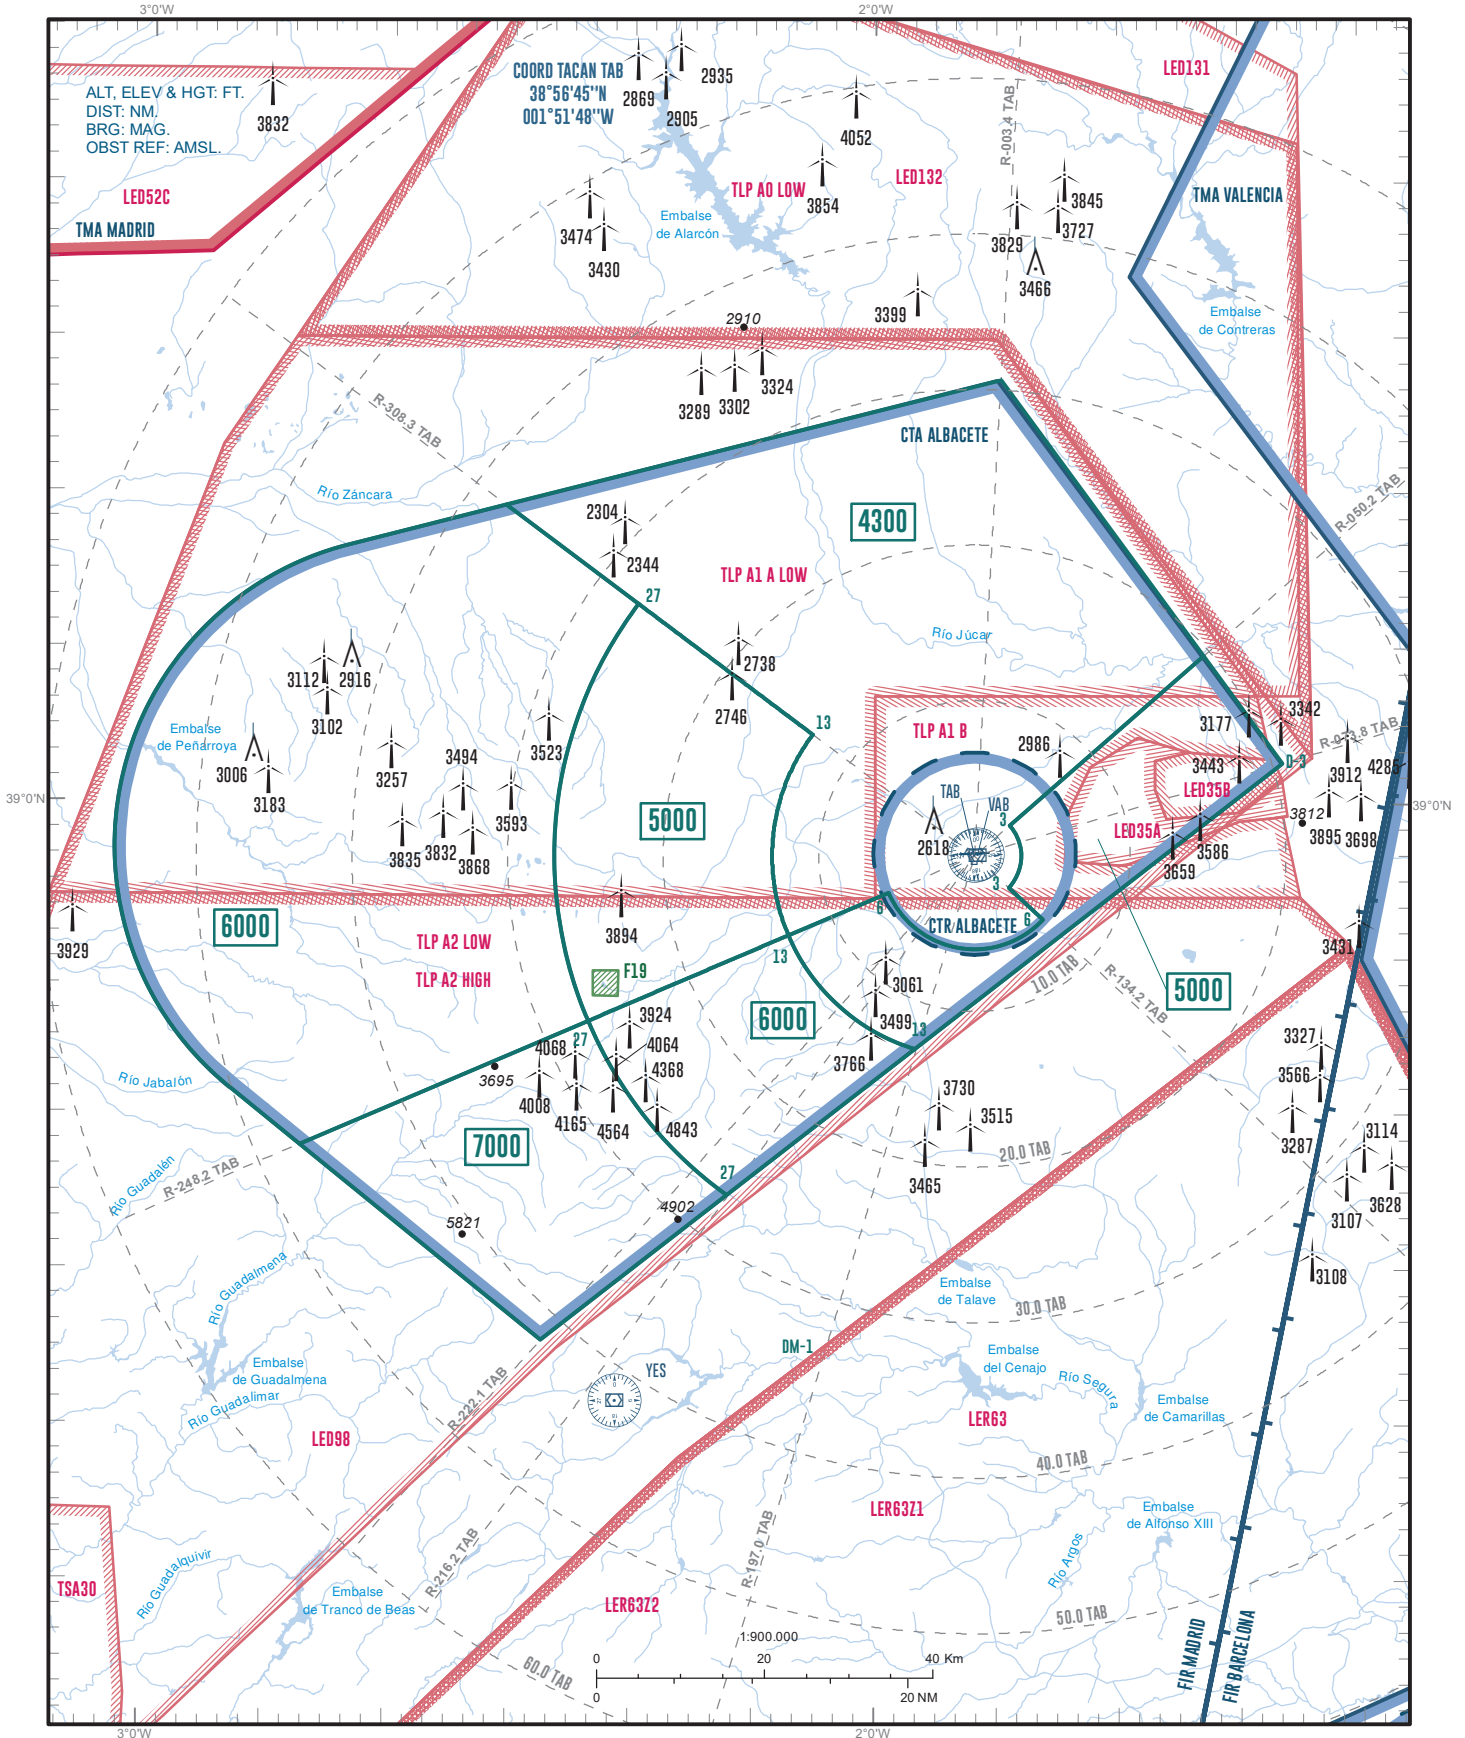 3°0'W
2°0'W
ALT, ELEV & HGT: FT.
DIST: NM.
BRG: MAG.
OBST REF: AMSL.
3832
LED52C
TMA MADRID
COORD TACAN TAB
38°56'45''N
001°51'48''W
2869
2935
2905
4052
LED131
R-003.4 TAB
TLP A0 LOW
LED132
3854
3845
3727
3829
3466
TMA VALENCIA
Embalse
de Alarcón
3474
3430
Embalse
de Contreras
3399
2910
3324
3302
3289
R-308.3 TAB
CTA ALBACETE
Río Záncara
2304
2344
4300
R-050.2 TAB
TLP A1 A LOW
27
Río Júcar
2738
2746
3112
2916
3102
Embalse
de Peñarroya
3006
3183
3257
3494
3523
3593
3835
3832
3868
13
TLP A1 B
2986
3177
3342
R-073.8 TAB
3443
D-3
3912
4286
LED35B
39°0'N
39°0'N
TAB
VAB
3
5000
2618
LED35A
3812
3895
3698
3586
3659
3
6
6
CTR ALBACETE
3929
6000
TLP A2 LOW
TLP A2 HIGH
3894
F19
13
3431
10.0 TAB
R-134.2 TAB
5000
3061
3499
13
3766
6000
3924
27
4068
4064
4368
3695
4008
4165
4564
4843
3327
3566
3287
3114
3628
3107
3108
3730
3515
3465
20.0 TAB
Río Jabalón
7000
27
4902
5821
Río Guadalén
R-248.2 TAB
Río Guadalmena
Embalse
de Talave
30.0 TAB
DM-1
Embalse
del Cenajo
Río Segura
Embalse
de Camarillas
YES
Embalse
de Guadalmena
Río Guadalimar
R-222.1 TAB
LED98
LER63
40.0 TAB
LER63Z1
Embalse
de Alfonso XIII
Río Argos
R-197.0 TAB
R-216.2 TAB
TSA30
Río Guadalquivir
Embalse
de Tranco de Beas
LER63Z2
50.0 TAB
60.0 TAB
1:900.000
0
20
40 Km
0
20 NM
FIR MADRID
FIR BARCELONA
3°0'W
2°0'W